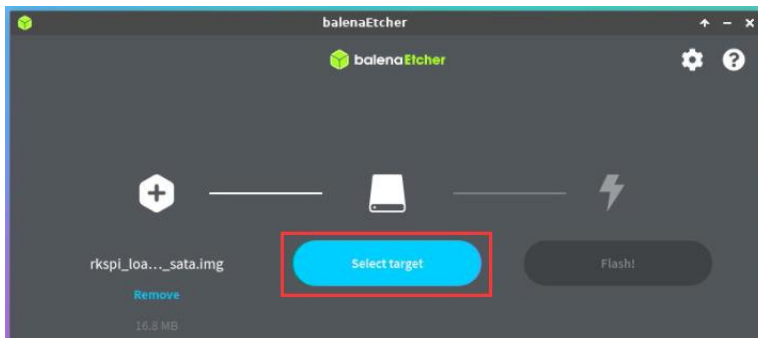 balenaEtcher
balenaEtcher
rkspi_loa..._sata.img
Select target
Flash!
Remove
16.8 MB